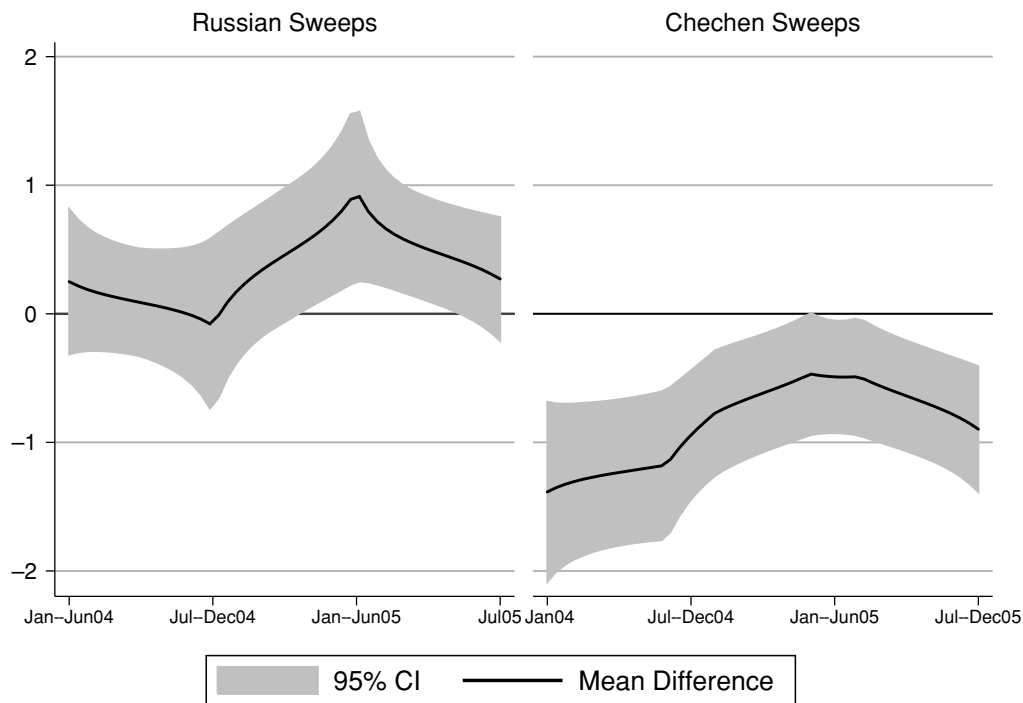 Russian Sweeps
Chechen Sweeps
2
1
0
−1
−2
Jan--Jun04 Jul--Dec04 Jan--Jun05 Jul05
Jan04 Jul--Dec04 Jan--Jun05 Jul--Dec05
95% CI Mean Difference